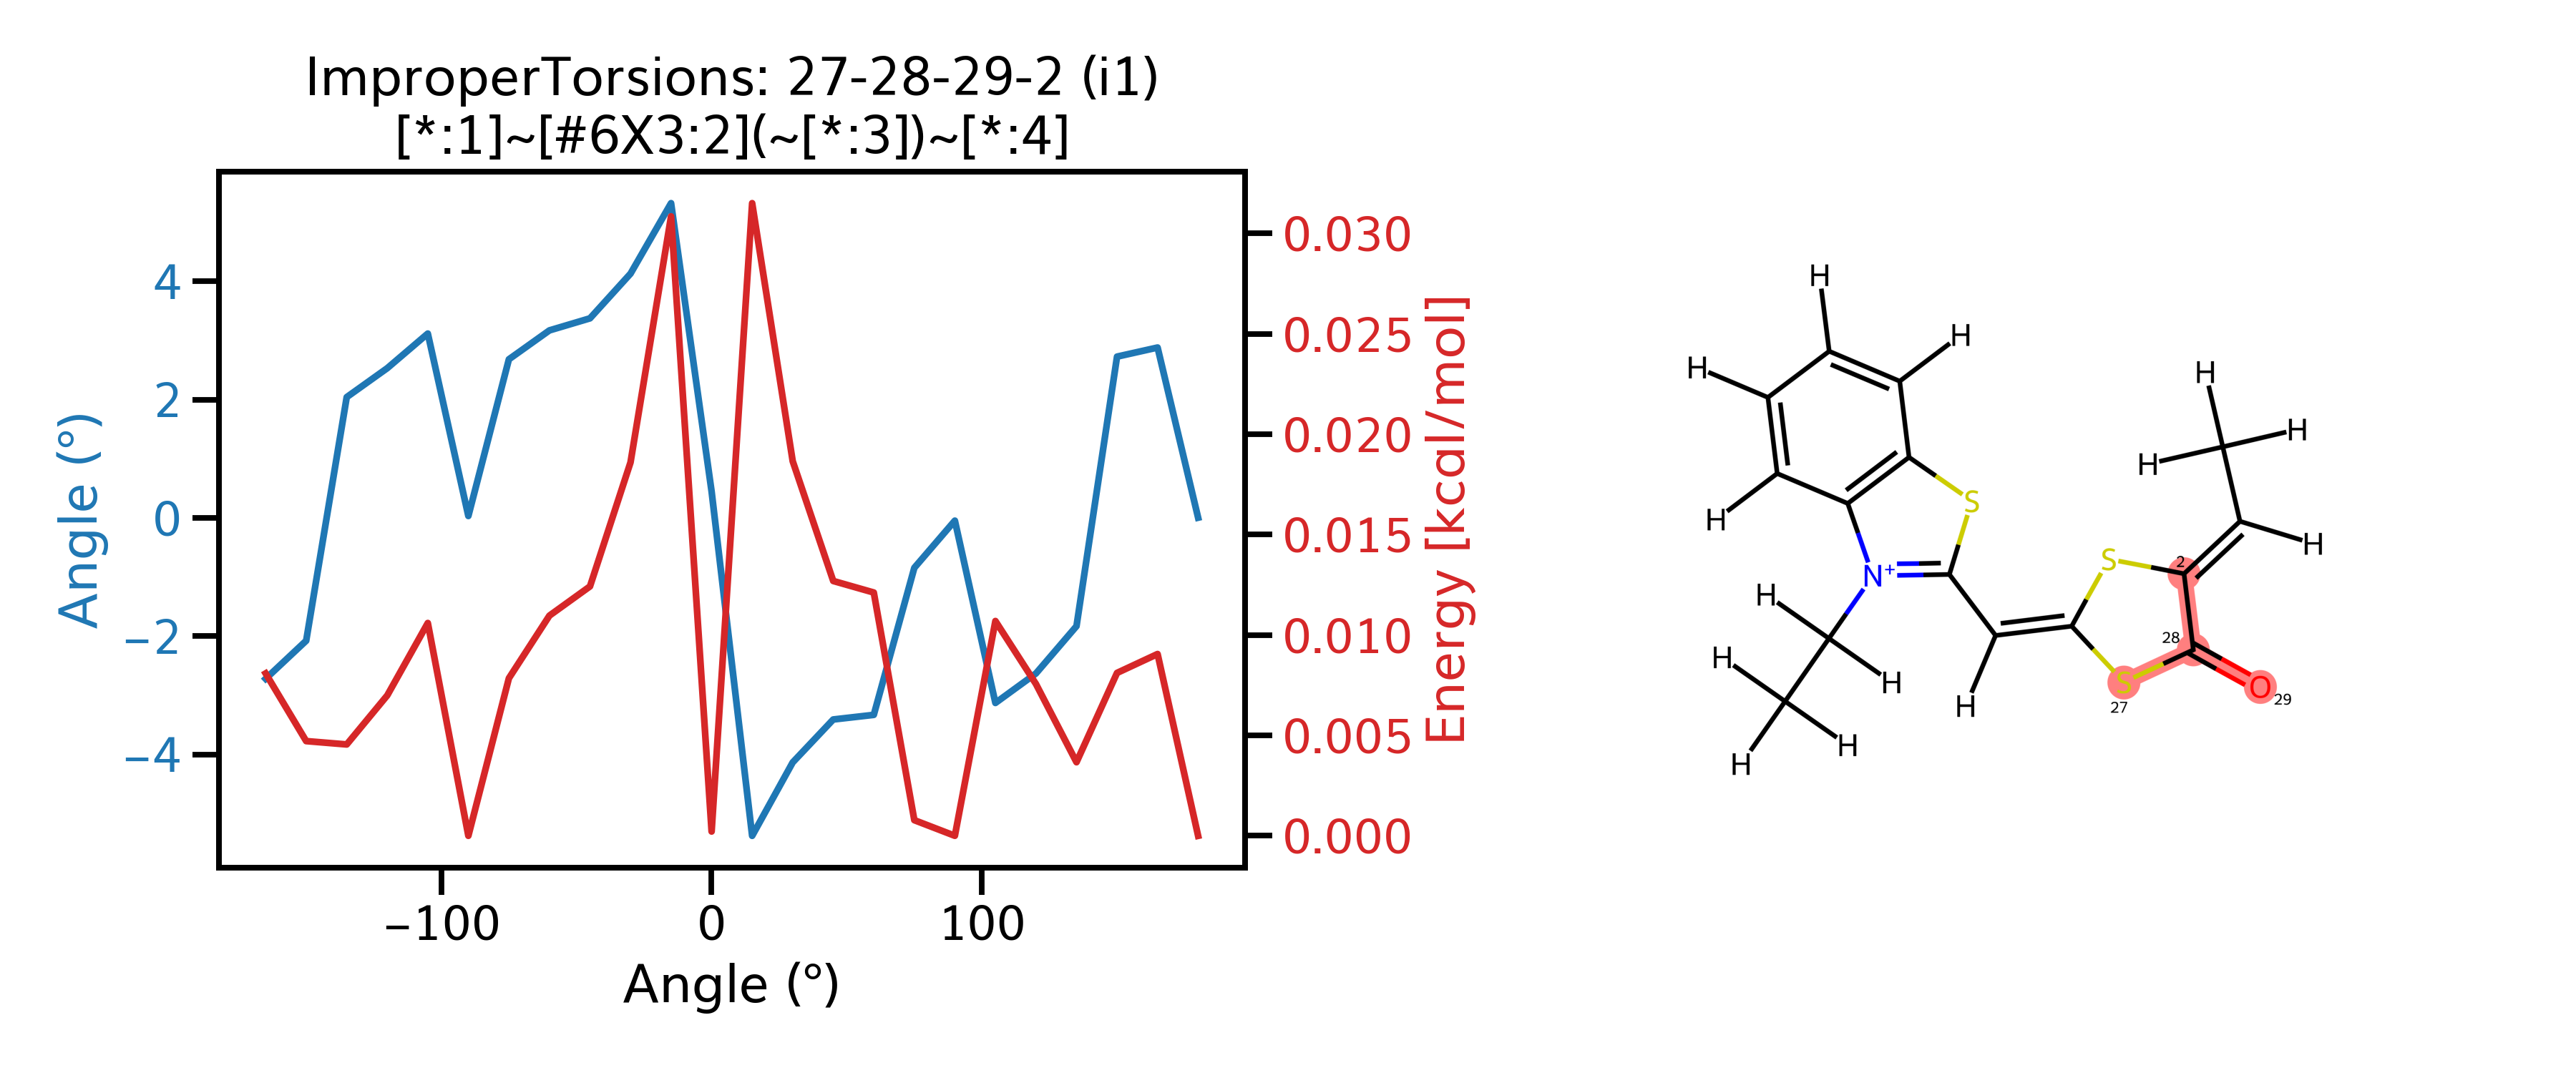 ImproperTorsions: 27-28-29-2 (i1)
[*:1]~[#6X3:2](~[*:3])~[*:4]
Angle (°)
4
2
0
−2
−4
−100
0
100
Angle (°)
0.030
0.025
0.020
0.015
0.010
0.005
0.000
Energy [kcal/mol]
H
H
H
H
H
H
H
S
H
S
2
H
N+
H
28
H
H
S
27
O
29
H
H
H